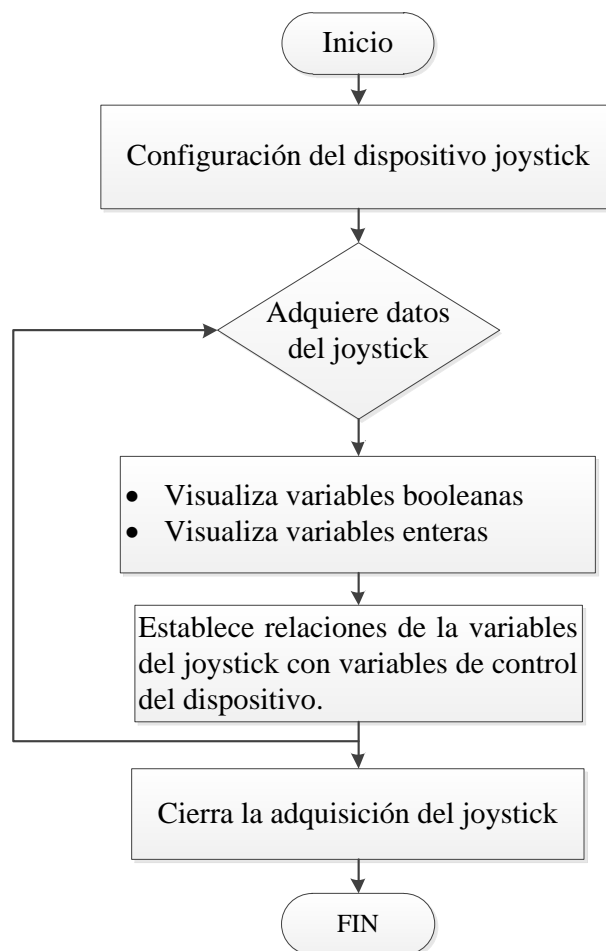 Inicio
Configuración del dispositivo joystick
Adquiere datos
del joystick
• Visualiza variables booleanas
• Visualiza variables enteras
Establece relaciones de la variables
del joystick con variables de control
del dispositivo.
Cierra la adquisición del joystick
FIN